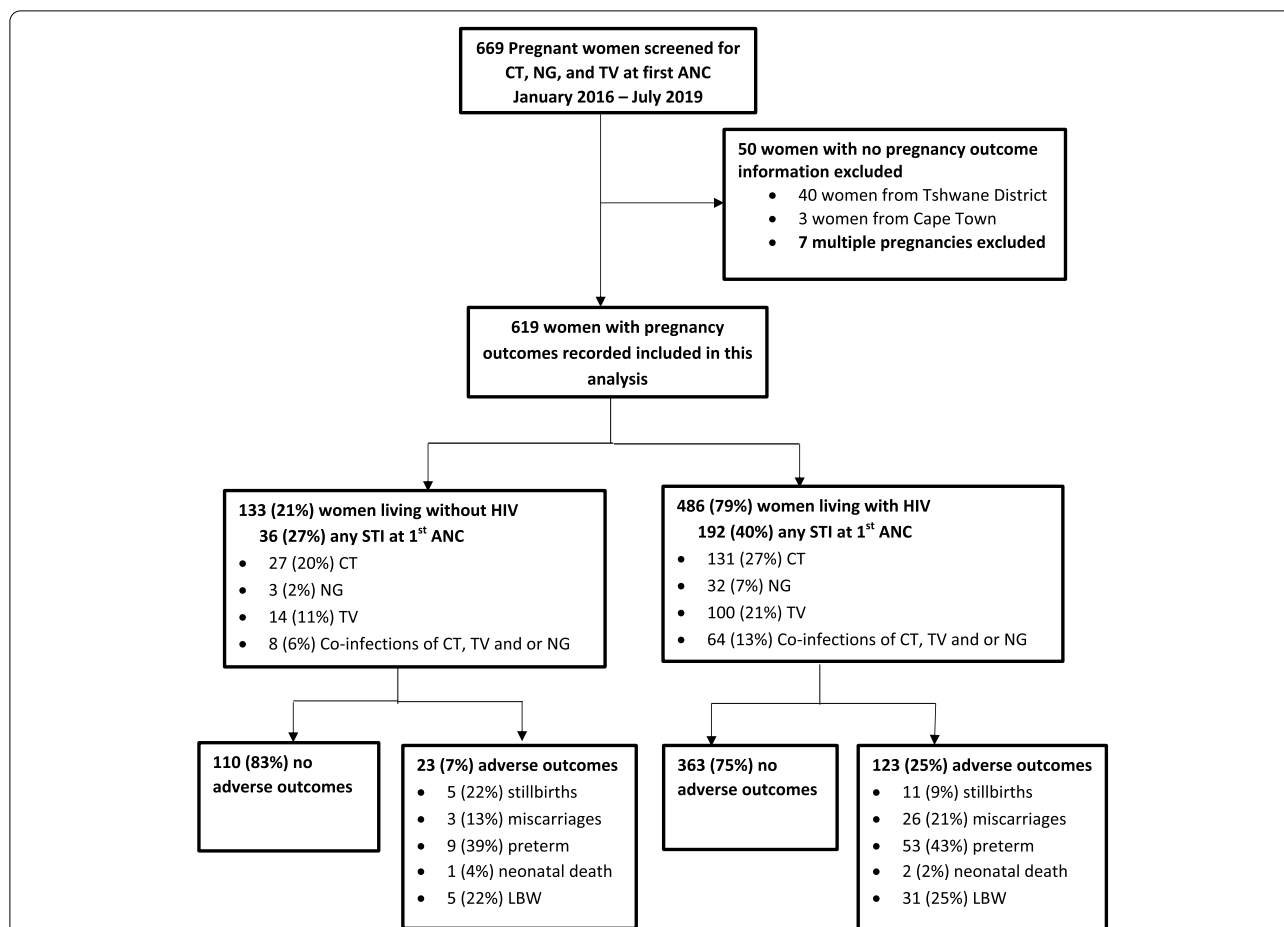 669 Pregnant women screened for
CT, NG, and TV at first ANC
January 2016 – July 2019
50 women with no pregnancy outcome
information excluded
• 40 women from Tshwane District
• 3 women from Cape Town
• 7 multiple pregnancies excluded
619 women with pregnancy
outcomes recorded included in this
analysis
133 (21%) women living without HIV
36 (27%) any STI at 1st ANC
• 27 (20%) CT
• 3 (2%) NG
• 14 (11%) TV
• 8 (6%) Co-infections of CT, TV and or NG
486 (79%) women living with HIV
192 (40%) any STI at 1st ANC
• 131 (27%) CT
• 32 (7%) NG
• 100 (21%) TV
• 64 (13%) Co-infections of CT, TV and or NG
110 (83%) no
adverse outcomes
23 (7%) adverse outcomes
• 5 (22%) stillbirths
• 3 (13%) miscarriages
• 9 (39%) preterm
• 1 (4%) neonatal death
• 5 (22%) LBW
363 (75%) no
adverse outcomes
123 (25%) adverse outcomes
• 11 (9%) stillbirths
• 26 (21%) miscarriages
• 53 (43%) preterm
• 2 (2%) neonatal death
• 31 (25%) LBW